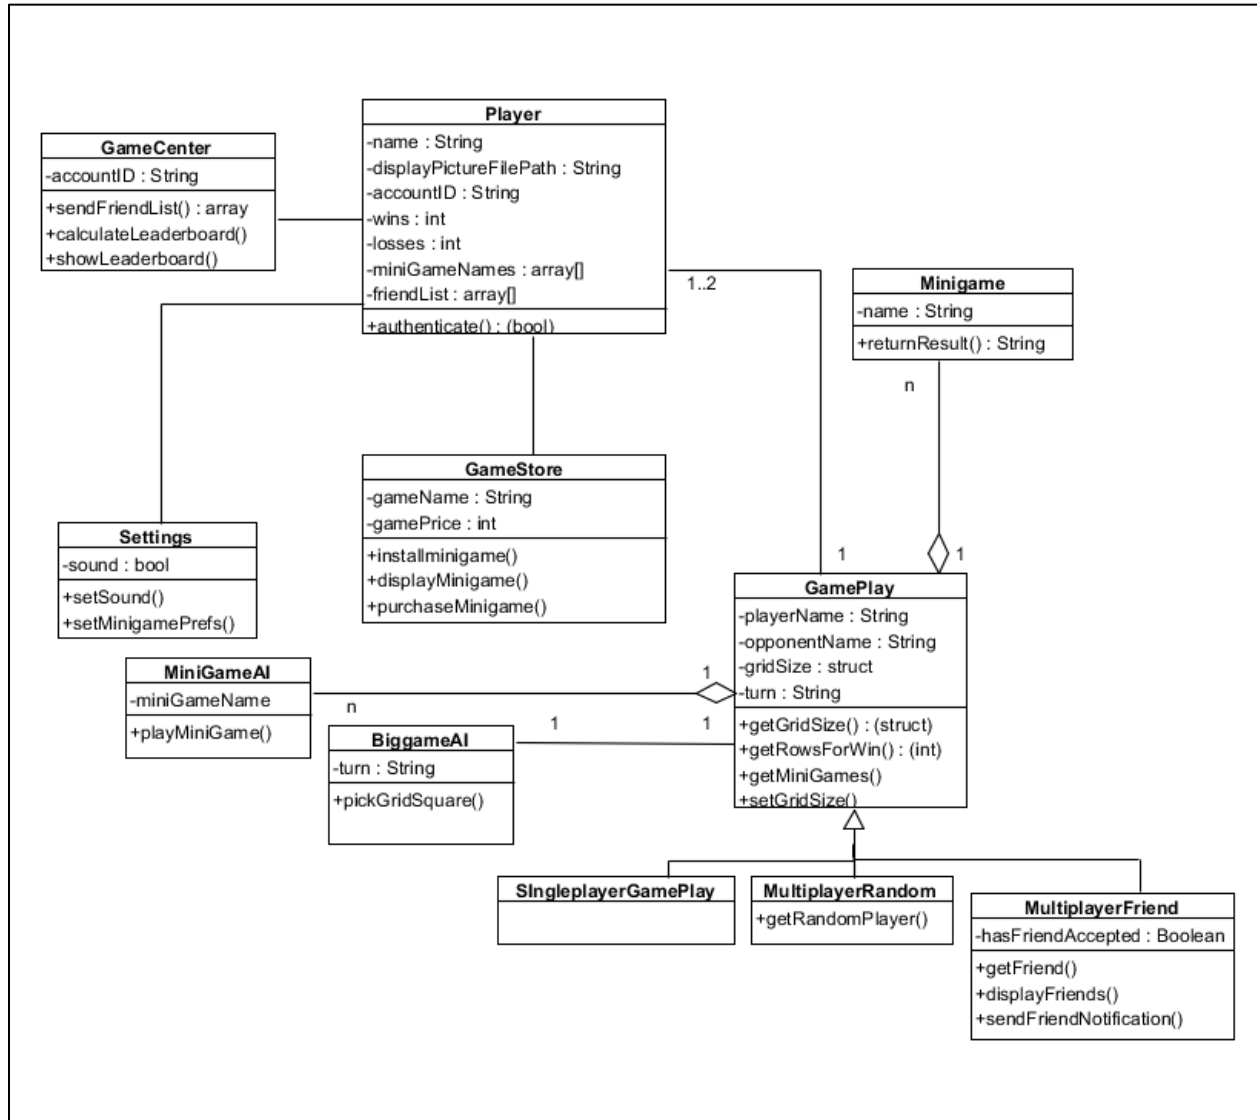 Player
-name : String
-displayPictureFilePath : String
-accountID : String
-wins : int
-losses : int
-miniGameNames : array[]
-friendList : array[]
+authenticate() : (bool)
GameCenter
-accountID : String
+sendFriendList() : array
+calculateLeaderboard()
+showLeaderboard()
1..2
Minigame
-name : String
+returnResult() : String
n
GameStore
-gameName : String
-gamePrice : int
+installminigame()
+displayMinigame()
+purchaseMinigame()
Settings
-sound : bool
+setSound()
+setMinigamePrefs()
1
1
GamePlay
-playerName : String
-opponentName : String
-gridSize : struct
-turn : String
+getGridSize() : (struct)
+getRowsForWin() : (int)
+getMiniGames()
+setGridSize()
MiniGameAI
-miniGameName
+playMiniGame()
1
n
BiggameAI
-turn : String
+pickGridSquare()
1
1
SIngleplayerGamePlay
MultiplayerRandom
+getRandomPlayer()
MultiplayerFriend
-hasFriendAccepted : Boolean
+getFriend()
+displayFriends()
+sendFriendNotification()